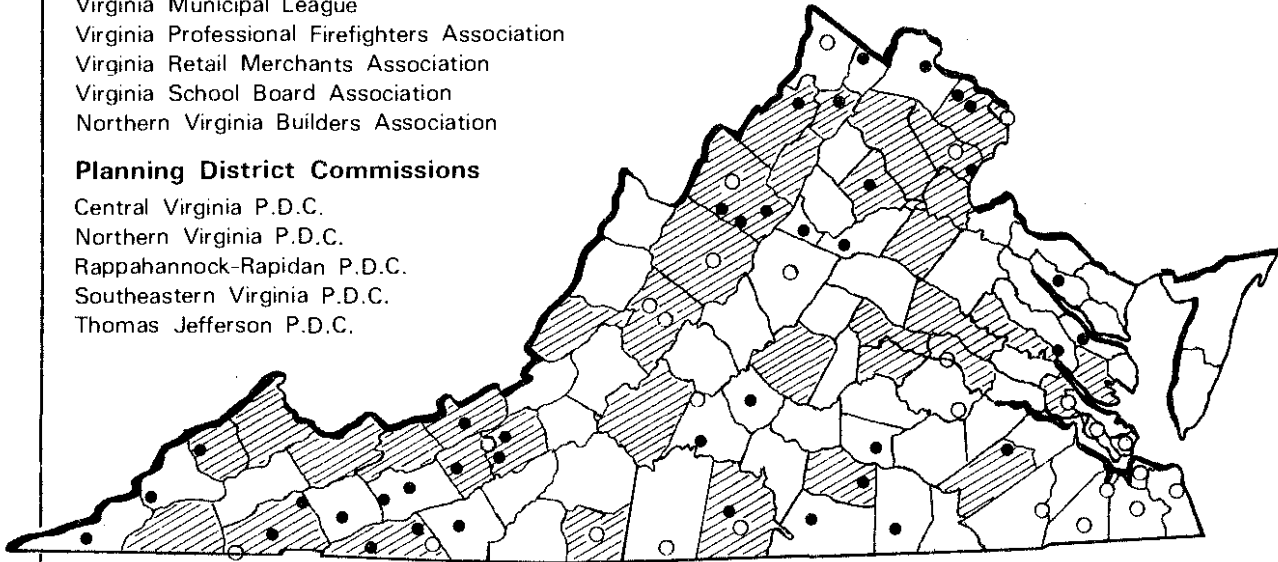 Virginia Municipal League
Virginia Professional Firefighters Association
Virginia Retail Merchants Association
Virginia School Board Association
Northern Virginia Builders Association
Planning District Commissions
Central Virginia P.D.C.
Northern Virginia P.D.C.
Rappahannock-Rapidan P.D.C.
Southeastern Virginia P.D.C.
Thomas Jefferson P.D.C.